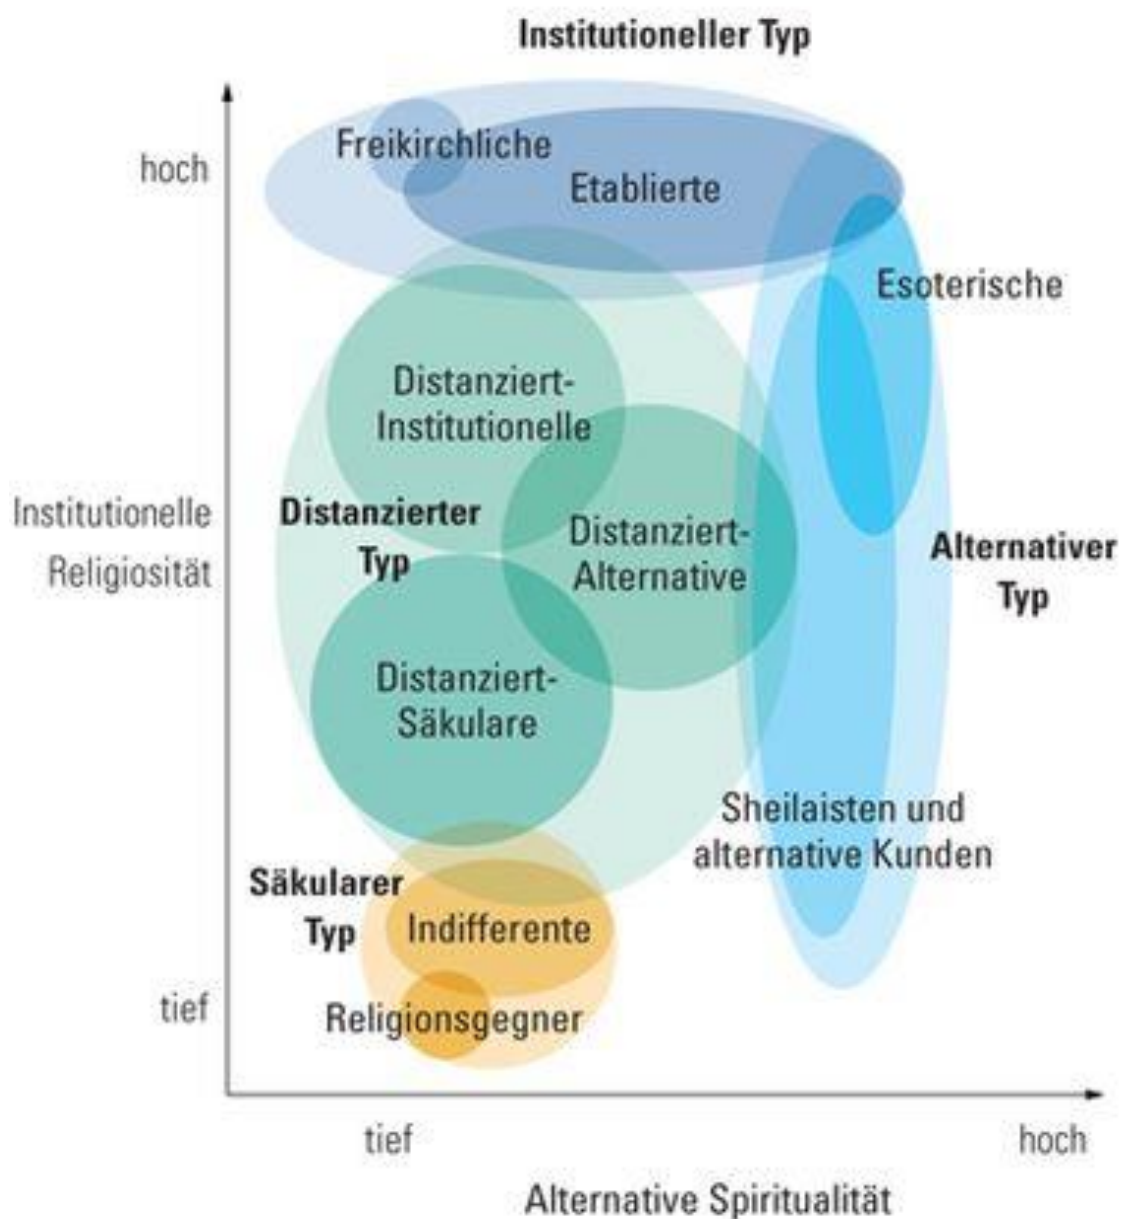 Institutioneller Typ
hoch
Freikirchliche
Etablierte
Esoterische
Distanziert-
Institutionelle
Institutionelle
Religiosität
Distanzierter
Typ
Distanziert-
Alternative
Alternativer
Typ
Distanziert-
Säkulare
Sheilaisten und
alternative Kunden
Säkularer
Typ
Indifferente
Religionsgegner
tief
tief
hoch
Alternative Spiritualität